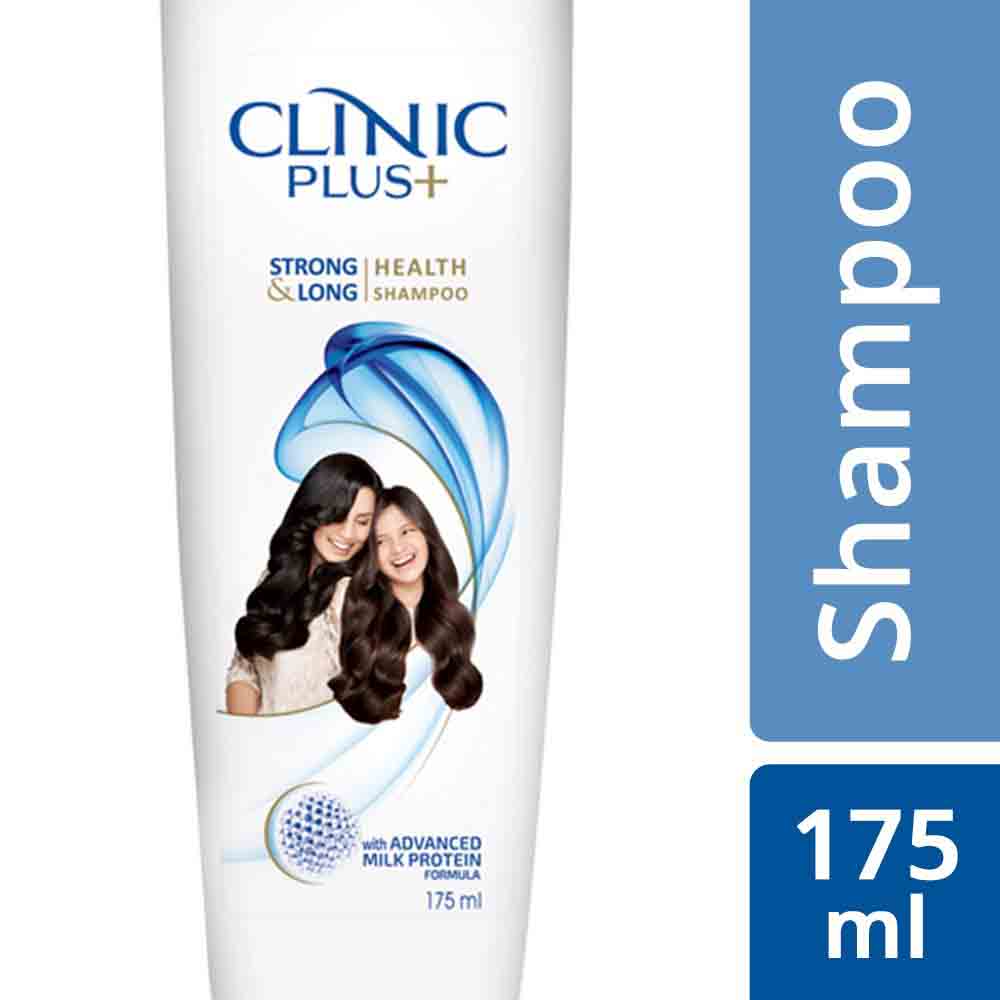 CLINIC
PLUS+
STRONG
& LONG
HEALTH
SHAMPOO
with ADVANCED
MILK PROTEIN
FORMULA
175 ml
Shampoo
175
ml